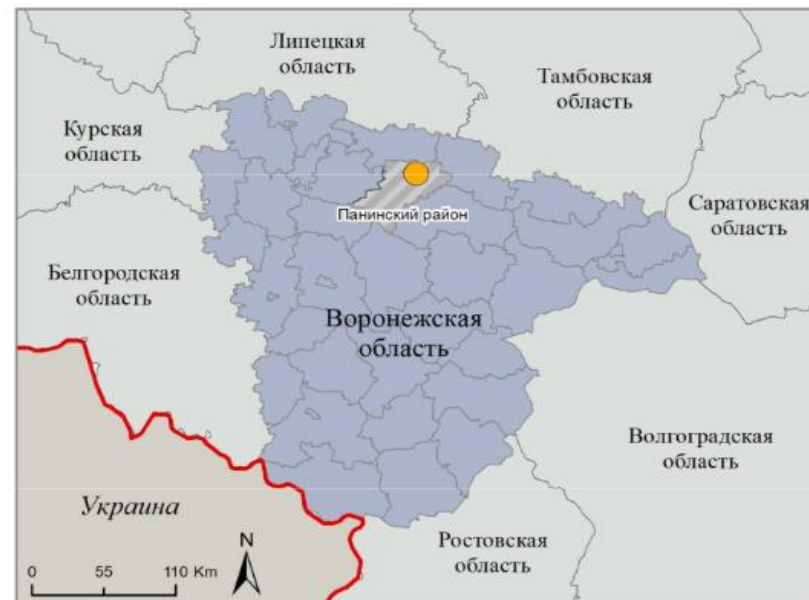 Липецкая
область
Тамбовская
область
Курская
область
Саратовская
область
Панинский район
Белгородская
область
Воронежская
область
Волгоградская
область
Украина
N
Ростовская
область
0 55 110 Km